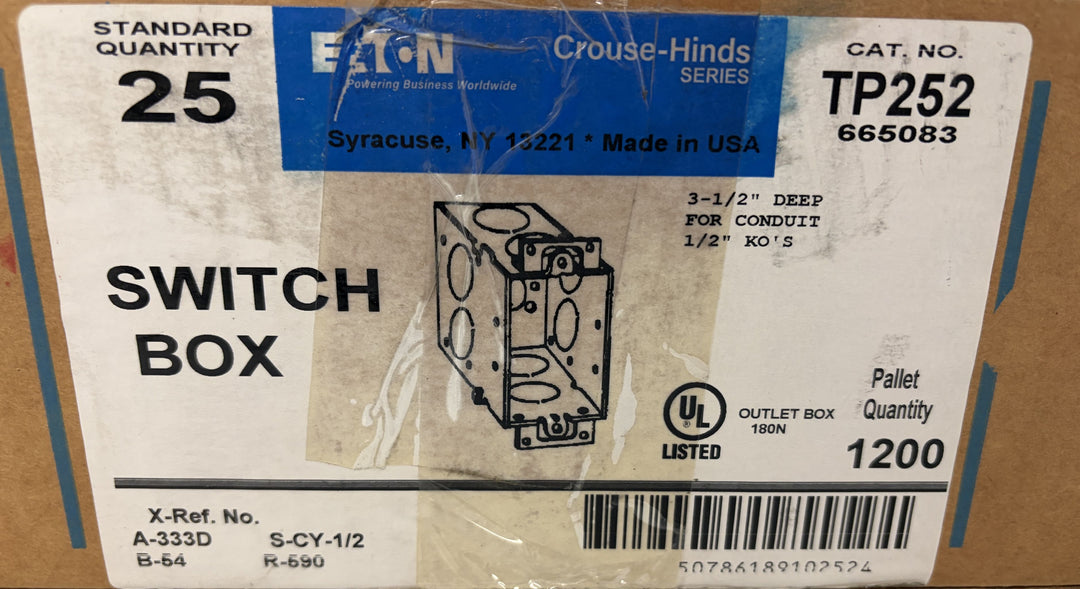 STANDARD
QUANTITY
25
EATON
Powering Business Worldwide
Crouse-Hinds
SERIES
Syracuse, NY 13221 * Made in USA
CAT. NO.
TP252
665083
3-1/2" DEEP
FOR CONDUIT
1/2" KO'S
SWITCH
BOX
UL
®
LISTED
OUTLET BOX
180N
Pallet
Quantity
1200
X-Ref. No.
A-333D S-CY-1/2
B-54 R-590
50786189102524